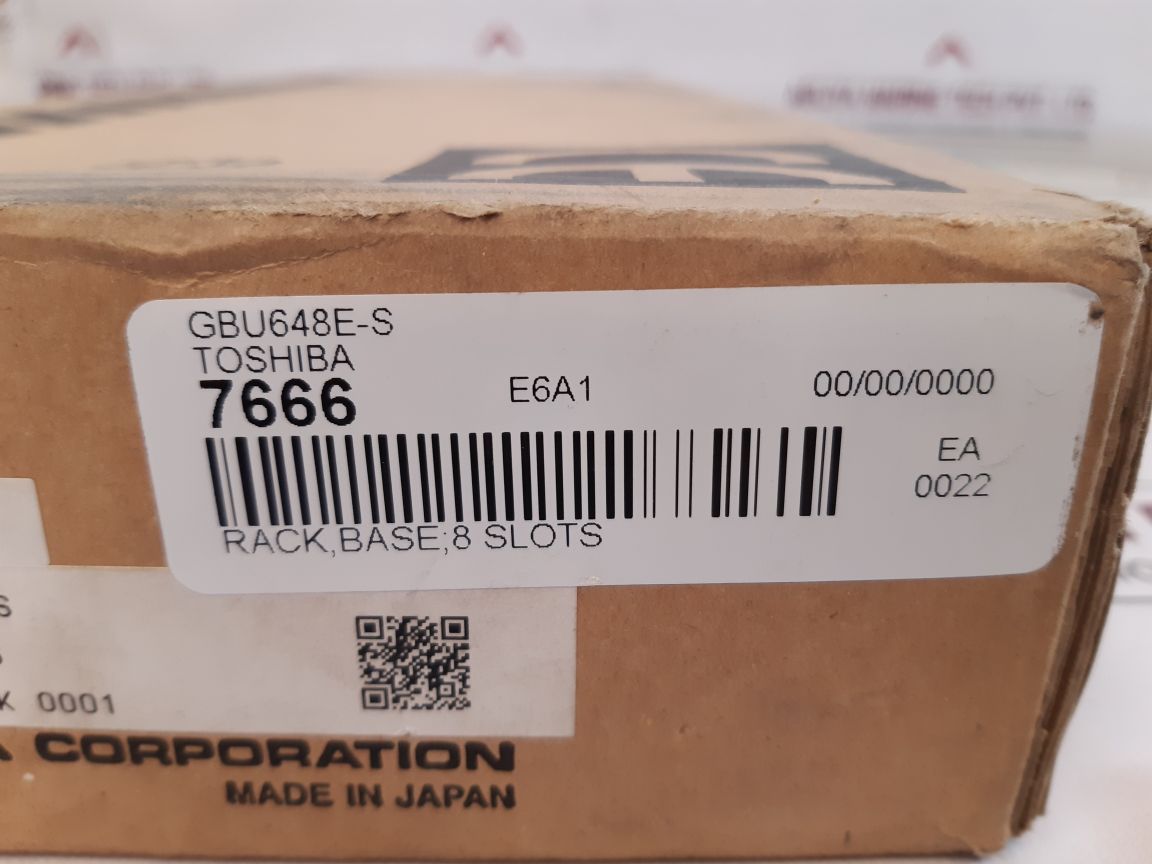 GBU648E-S
TOSHIBA
7666
E6A1
00/00/0000
EA
0022
RACK,BASE;8 SLOTS
S
K 0001
CORPORATION
MADE IN JAPAN